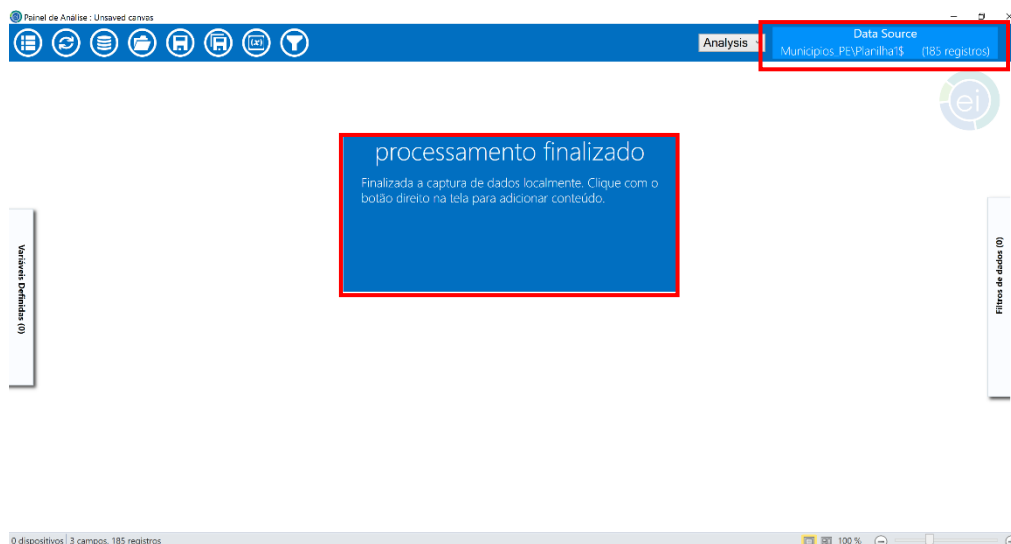 Painel de Análise : Unsaved canvas
Analysis
Data Source
Municipios_PE\Planilha1$ (185 registros)
ei
processamento finalizado
Finalizada a captura de dados localmente. Clique com o
botão direito na tela para adicionar conteúdo.
Variáveis Definidas (0)
Filtros de dados (0)
0 dispositivos 3 campos, 185 registros
100 %